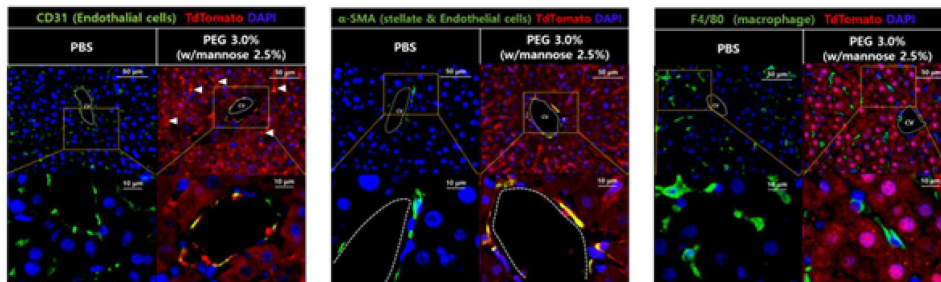 CD31 (Endothalial cells) TdTomato DAPI
PBS
PEG 3.0%
(w/mannose 2.5%)
50 μm
50 μm
CV
CV
10 μm
10 μm
α-SMA (stellate & Endothelial cells) TdTomato DAPI
PBS
PEG 3.0%
(w/mannose 2.5%)
50 μm
50 μm
CV
CV
10 μm
10 μm
F4/80 (macrophage) TdTomato DAPI
PBS
PEG 3.0%
(w/mannose 2.5%)
50 μm
50 μm
CV
CV
10 μm
10 μm